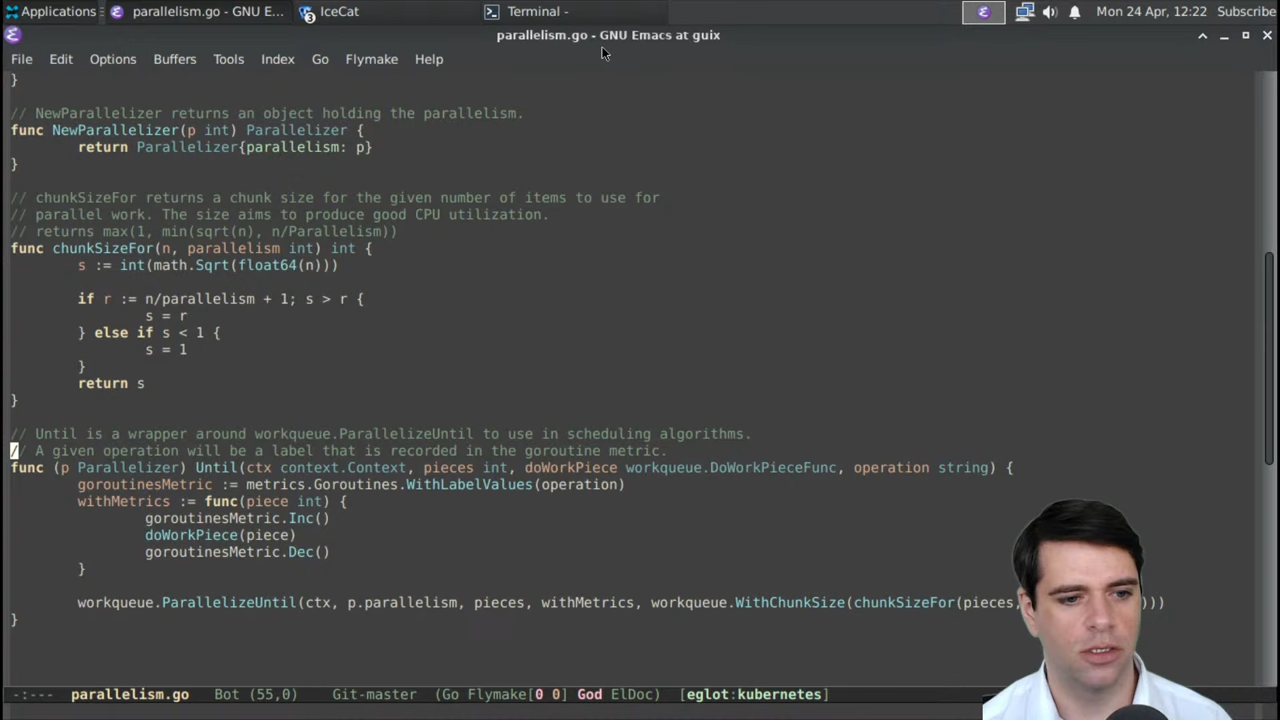 Applications
parallelism.go - GNU E...
3
IceCat
Terminal -
Mon 24 Apr, 12:22
Subscribe
parallelism.go - GNU Emacs at guix
File Edit Options Buffers Tools Index Go Flymake Help
}
// NewParallelizer returns an object holding the parallelism.
func NewParallelizer(p int) Parallelizer {
return Parallelizer{parallelism: p}
}
// chunkSizeFor returns a chunk size for the given number of items to use for
// parallel work. The size aims to produce good CPU utilization.
// returns max(1, min(sqrt(n), n/Parallelism))
func chunkSizeFor(n, parallelism int) int {
s := int(math.Sqrt(float64(n)))
if r := n/parallelism + 1; s > r {
s = r
} else if s < 1 {
s = 1
}
return s
}
// Until is a wrapper around workqueue.ParallelizeUntil to use in scheduling algorithms.
// A given operation will be a label that is recorded in the goroutine metric.
func (p Parallelizer) Until(ctx context.Context, pieces int, doWorkPiece workqueue.DoWorkPieceFunc, operation string) {
goroutinesMetric := metrics.Goroutines.WithLabelValues(operation)
withMetrics := func(piece int) {
goroutinesMetric.Inc()
doWorkPiece(piece)
goroutinesMetric.Dec()
}
workqueue.ParallelizeUntil(ctx, p.parallelism, pieces, withMetrics, workqueue.WithChunkSize(chunkSizeFor(pieces, )))
}
-:--- parallelism.go Bot (55,0) Git-master (Go Flymake[0 0] God ElDoc) [eglot:kubernetes]